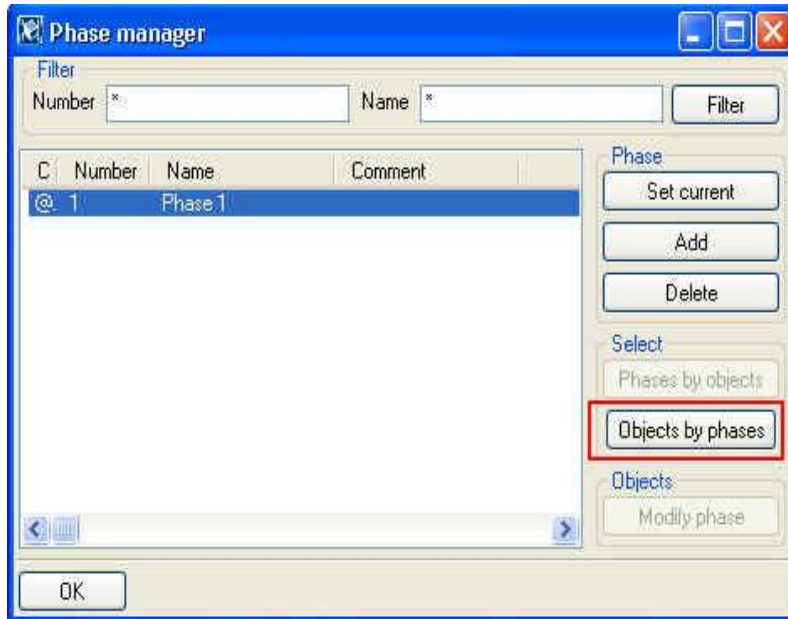 Phase manager
Filter
Number * Name * Filter
C Number Name Comment
@. 1 Phase 1
Phase
Set current
Add
Delete
Select
Phases by objects
Objects by phases
Objects
Modify phase
OK